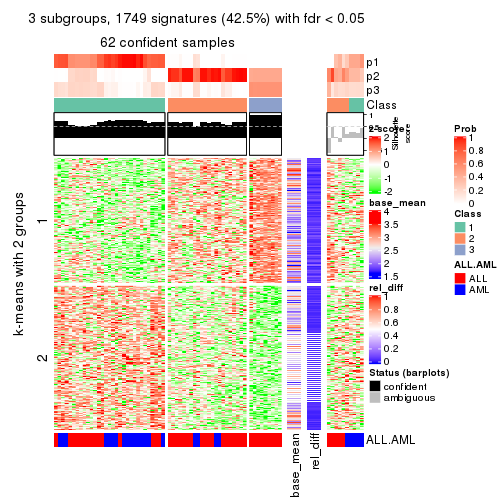 3 subgroups, 1749 signatures (42.5%) with fdr < 0.05
62 confident samples
p1
p2
p3
Class
1
0.5
0
Silhouette
score
k-means with 2 groups
1
2
base_mean
rel_diff
ALL.AML
z-score
2
1
0
-1
-2
base_mean
4
3.5
3
2.5
2
1.5
rel_diff
1
0.8
0.6
0.4
0.2
0
Status (barplots)
confident
ambiguous
Prob
1
0.8
0.6
0.4
0.2
0
Class
1
2
3
ALL.AML
ALL
AML